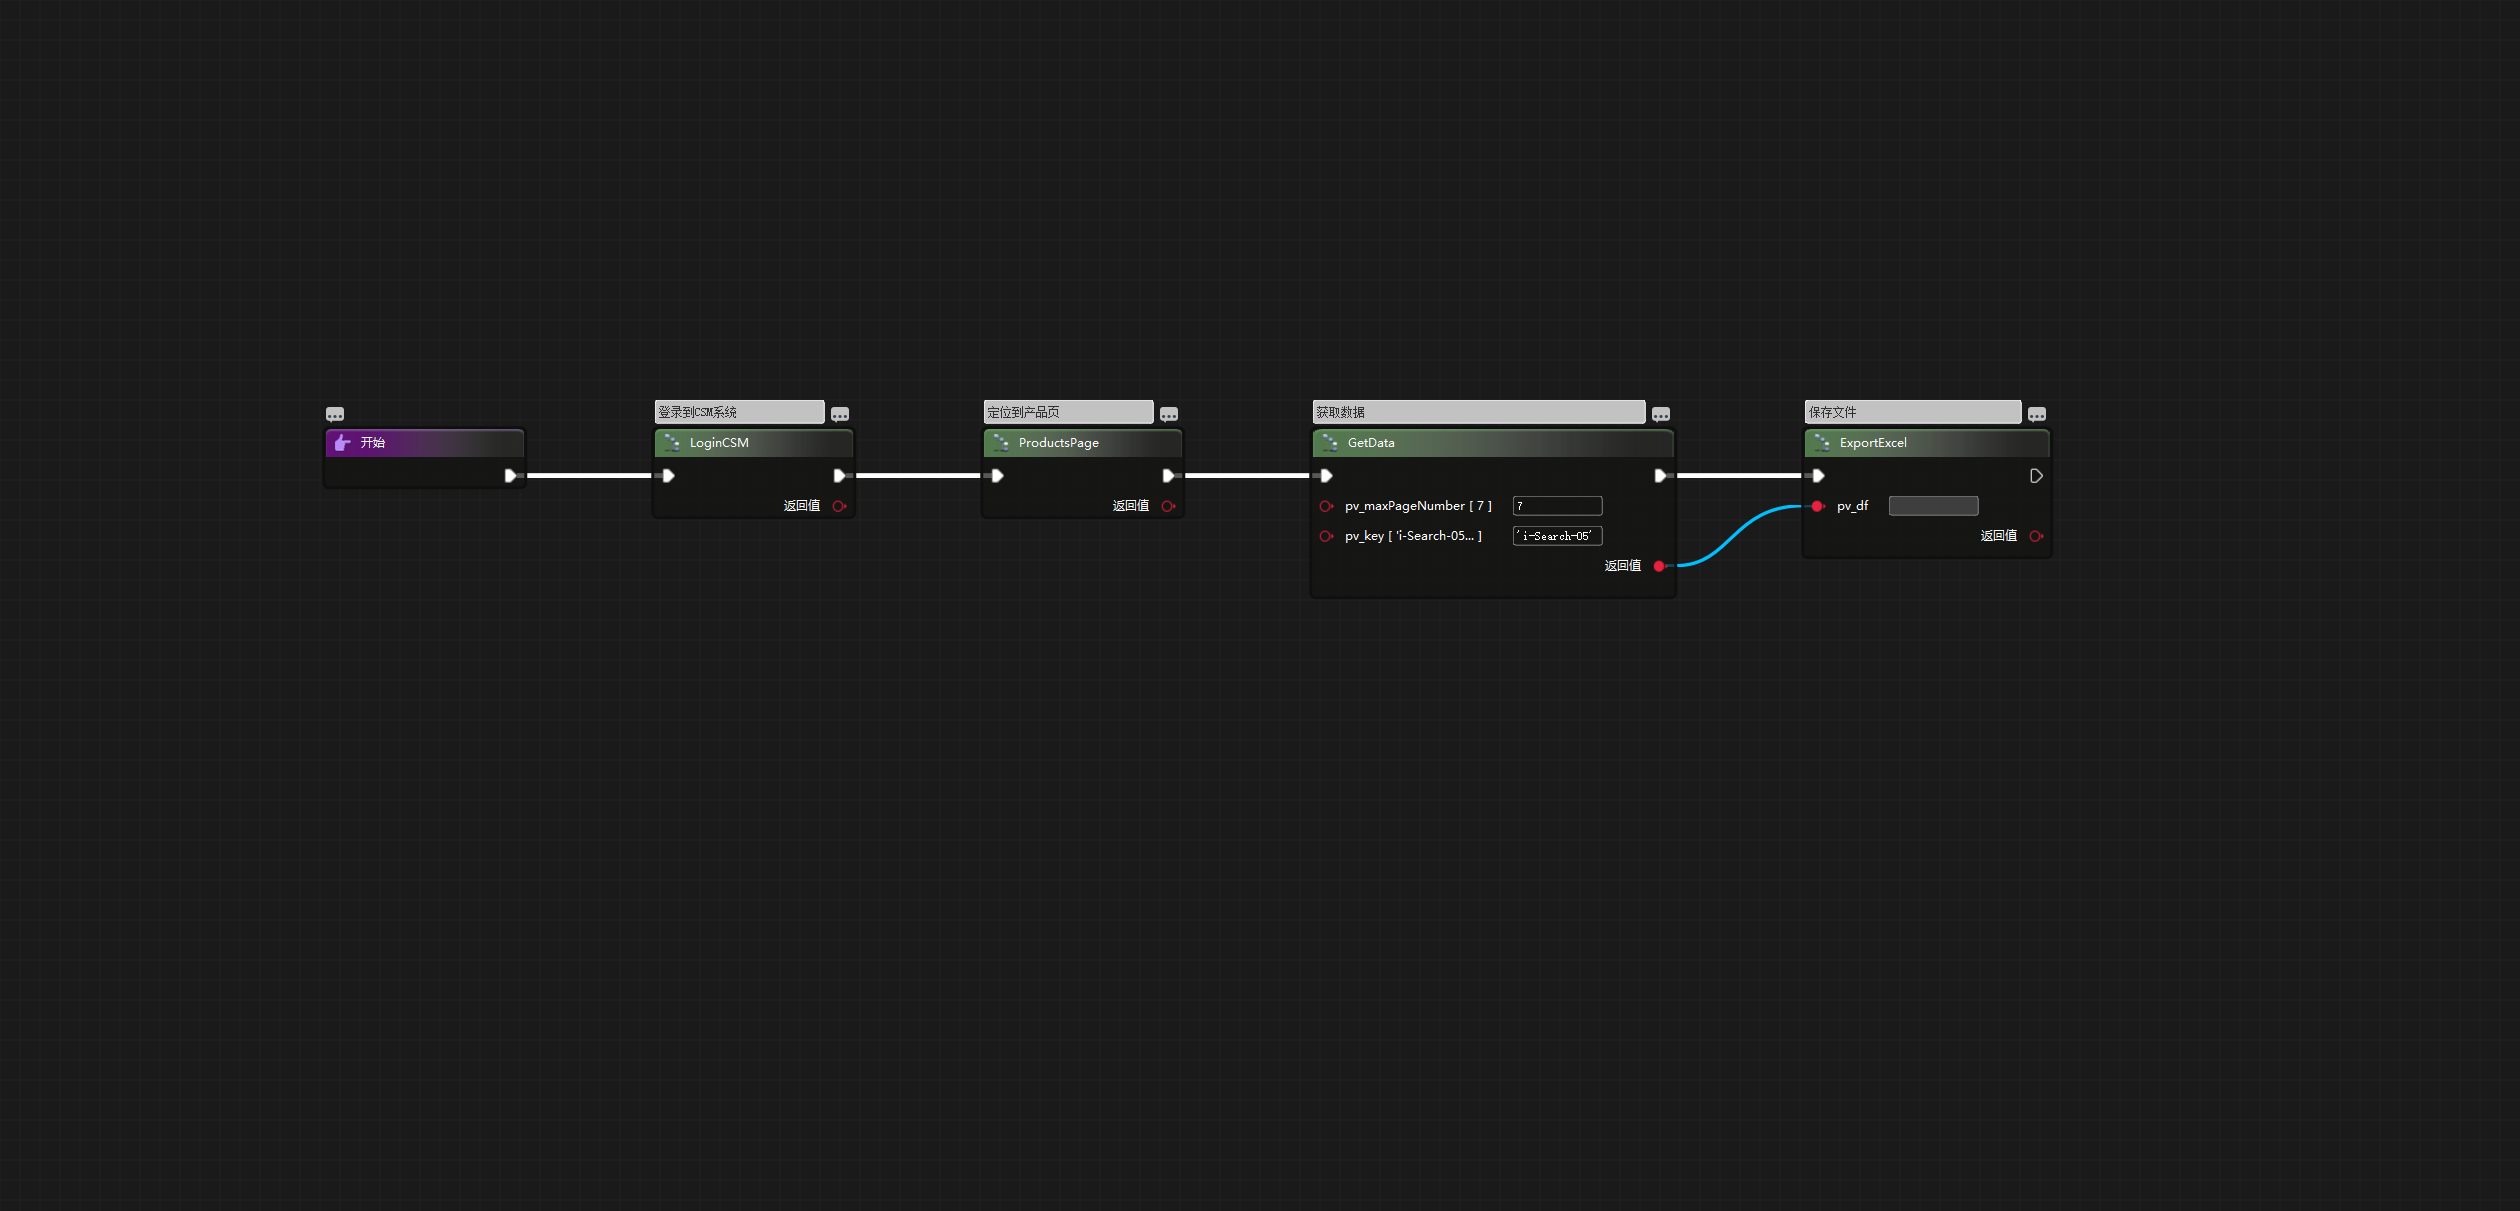 登录到CSM系统
定位到产品页
获取数据
保存文件
开始
LoginCSM
ProductsPage
GetData
ExportExcel
返回值
返回值
pv_maxPageNumber [ 7 ]
7
pv_df
pv_key [ 'i-Search-05... ]
'i-Search-05'
返回值
返回值